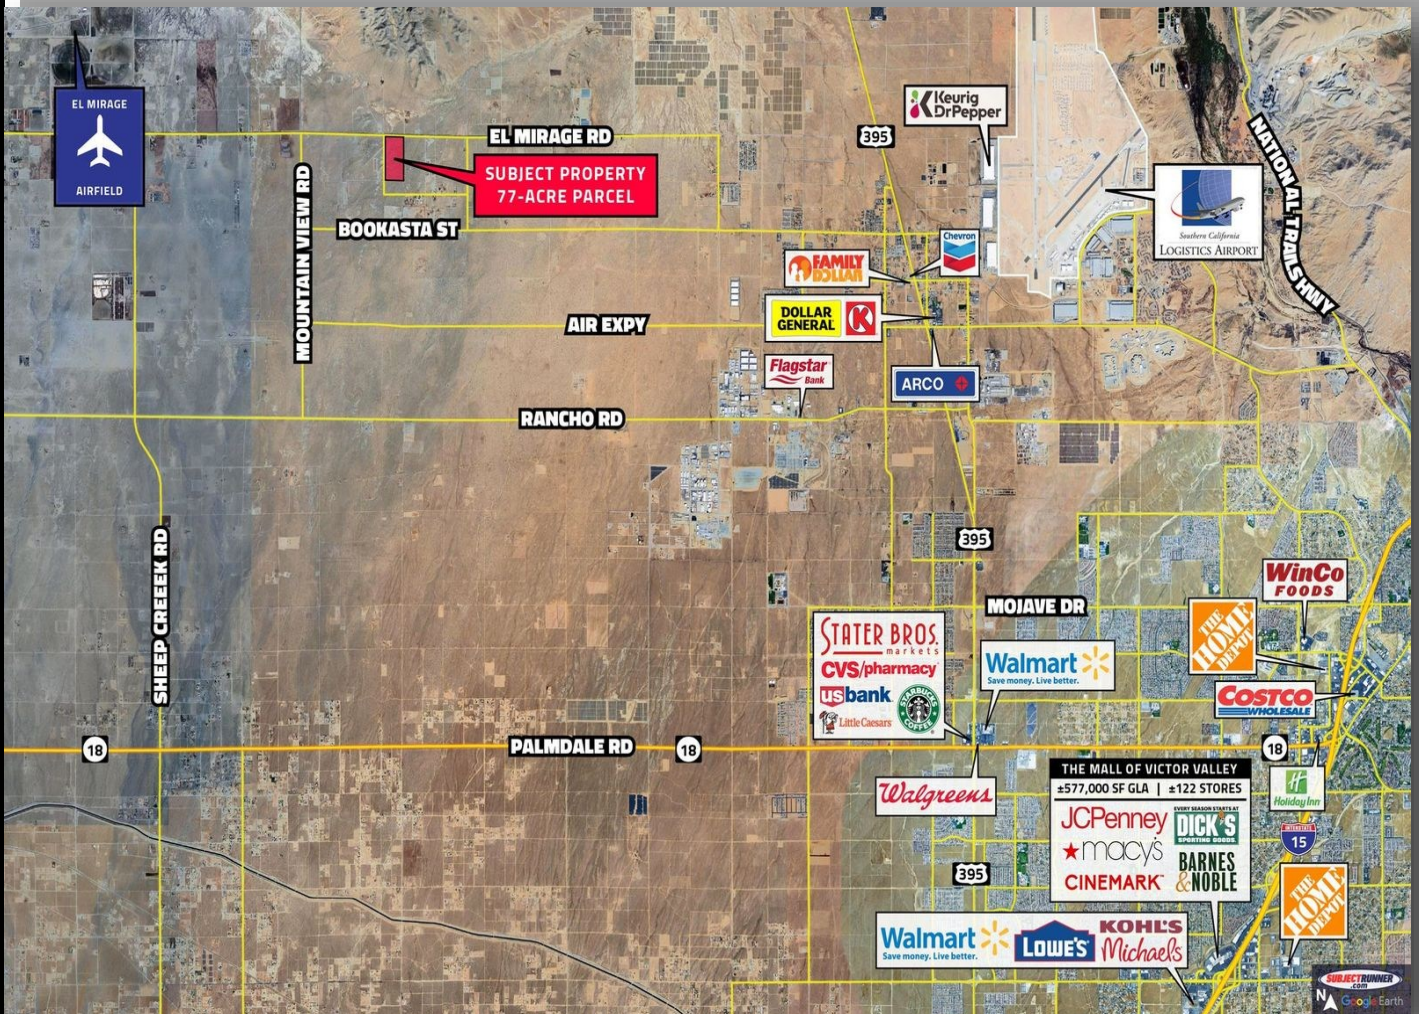 EL MIRAGE
AIRFIELD
EL MIRAGE RD
SUBJECT PROPERTY
77-ACRE PARCEL
MOUNTAIN VIEW RD
BOOKASTA ST
395
Keurig
DrPepper
NATIONAL TRAILS HWY
Southern California
LOGISTICS AIRPORT
Chevron
FAMILY
DOLLAR
DOLLAR
GENERAL
K
AIR EXPY
Flagstar
Bank
ARCO
RANCHO RD
SHEEP CREEEK RD
395
MOJAVE DR
WinCo
FOODS
THE
HOME
DEPOT
STATER BROS.
markets
CVS/pharmacy
usbank
Little Caesars
STARBUCKS
COFFEE
Walmart
Save money. Live better.
COSTCO
WHOLESALE
18
PALMDALE RD
18
18
Walgreens
THE MALL OF VICTOR VALLEY
±577,000 SF GLA | ±122 STORES
JCPenney
EVERY SEASON STARTS AT
DICK'S
SPORTING GOODS
macy's
BARNES
&NOBLE
CINEMARK
H
Holiday Inn
INTERSTATE
15
395
THE
HOME
DEPOT
Walmart
Save money. Live better.
LOWE'S
KOHL'S
Michaels
SUBJECTRUNNER
.com
N
Google Earth